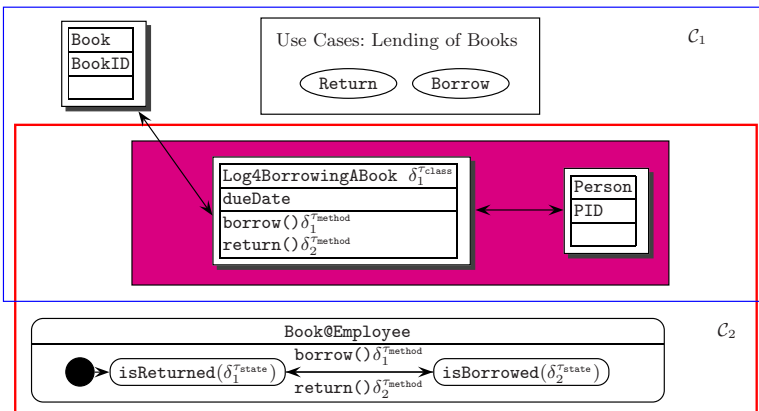 Book
BookID
Use Cases: Lending of Books
Return
Borrow
𝒞₁
Log4BorrowingABook δ₁^τclass
dueDate
borrow()δ₁^τmethod
return()δ₂^τmethod
Person
PID
𝒞₂
Book@Employee
isReturned(δ₁^τstate)
borrow()δ₁^τmethod
return()δ₂^τmethod
isBorrowed(δ₂^τstate)